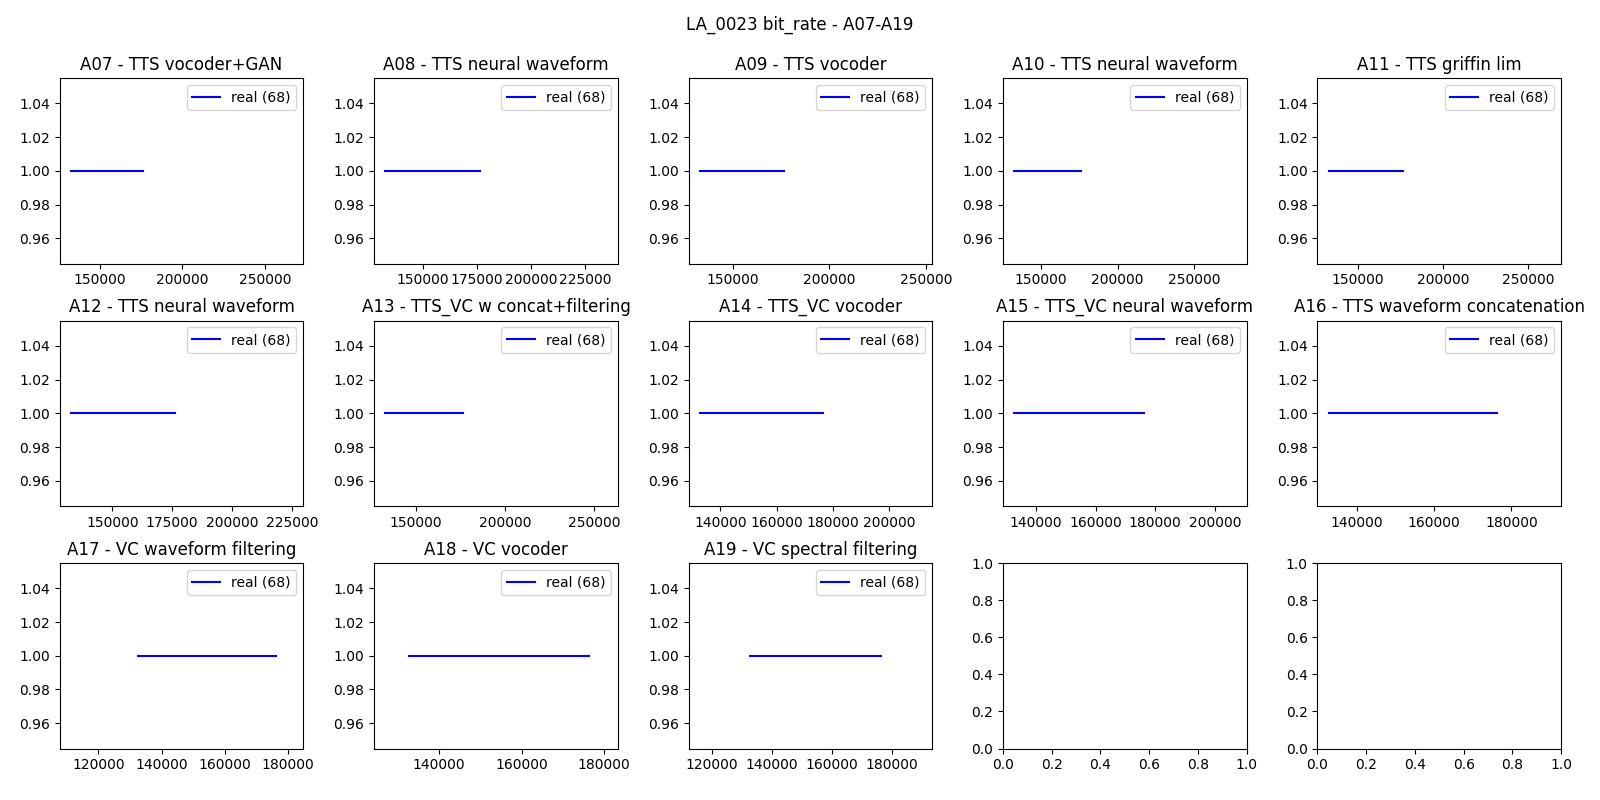 LA_0023 bit_rate - A07-A19
A07 - TTS vocoder+GAN
real (68)
1.04
1.02
1.00
0.98
0.96
150000 200000 250000
A08 - TTS neural waveform
real (68)
1.04
1.02
1.00
0.98
0.96
150000 175000 200000 225000
A09 - TTS vocoder
real (68)
1.04
1.02
1.00
0.98
0.96
150000 200000 250000
A10 - TTS neural waveform
real (68)
1.04
1.02
1.00
0.98
0.96
150000 200000 250000
A11 - TTS griffin lim
real (68)
1.04
1.02
1.00
0.98
0.96
150000 200000 250000
A12 - TTS neural waveform
real (68)
1.04
1.02
1.00
0.98
0.96
150000 175000 200000 225000
A13 - TTS_VC w concat+filtering
real (68)
1.04
1.02
1.00
0.98
0.96
150000 200000 250000
A14 - TTS_VC vocoder
real (68)
1.04
1.02
1.00
0.98
0.96
140000 160000 180000 200000
A15 - TTS_VC neural waveform
real (68)
1.04
1.02
1.00
0.98
0.96
140000 160000 180000 200000
A16 - TTS waveform concatenation
real (68)
1.04
1.02
1.00
0.98
0.96
140000 160000 180000
A17 - VC waveform filtering
real (68)
1.04
1.02
1.00
0.98
0.96
120000 140000 160000 180000
A18 - VC vocoder
real (68)
1.04
1.02
1.00
0.98
0.96
140000 160000 180000
A19 - VC spectral filtering
real (68)
1.04
1.02
1.00
0.98
0.96
120000 140000 160000 180000
1.0
0.8
0.6
0.4
0.2
0.0
0.0 0.2 0.4 0.6 0.8 1.0
1.0
0.8
0.6
0.4
0.2
0.0
0.0 0.2 0.4 0.6 0.8 1.0